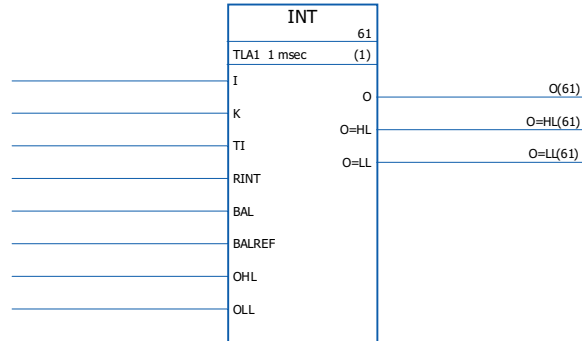 INT
61
TLA1 1 msec (1)
I
K
TI
RINT
BAL
BALREF
OHL
OLL
O
O=HL
O=LL
O(61)
O=HL(61)
O=LL(61)